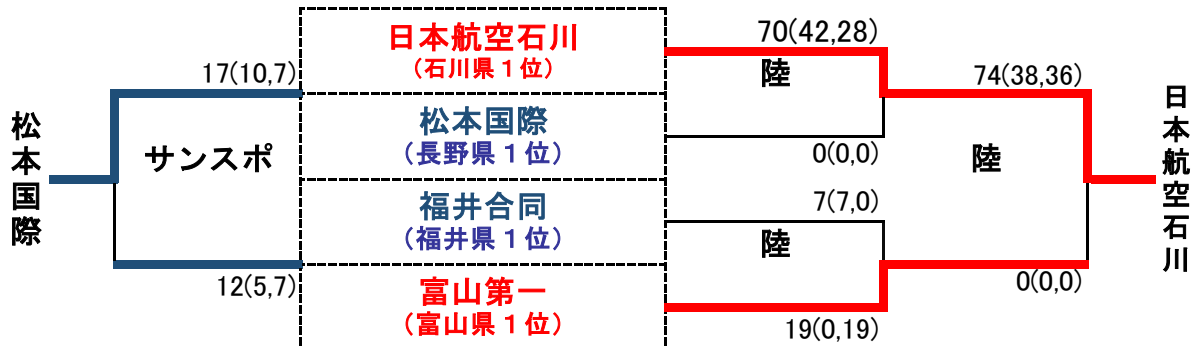 松本国際
17(10,7)
サンスポ
12(5,7)
日本航空石川
（石川県１位）
松本国際
（長野県１位）
福井合同
（福井県１位）
富山第一
（富山県１位）
70(42,28)
陸
0(0,0)
7(7,0)
陸
19(0,19)
74(38,36)
陸
0(0,0)
日本航空石川